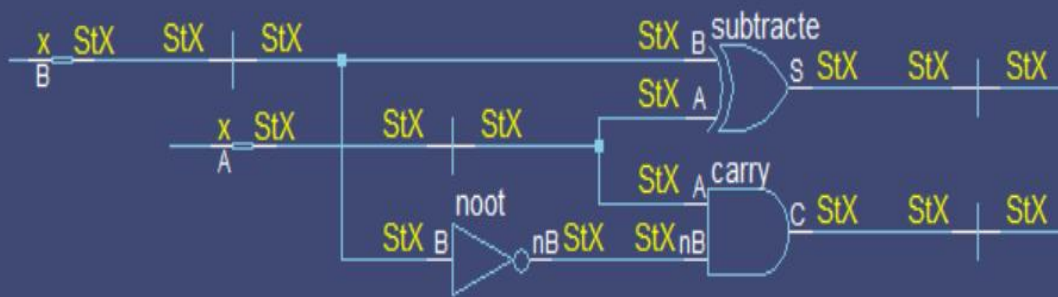 subtracte
x StX StX StX StX B
B
S StX StX StX
StX A
x StX StX StX
A
carry
StX A
noot
C StX StX StX
StX B nB StX StX nB